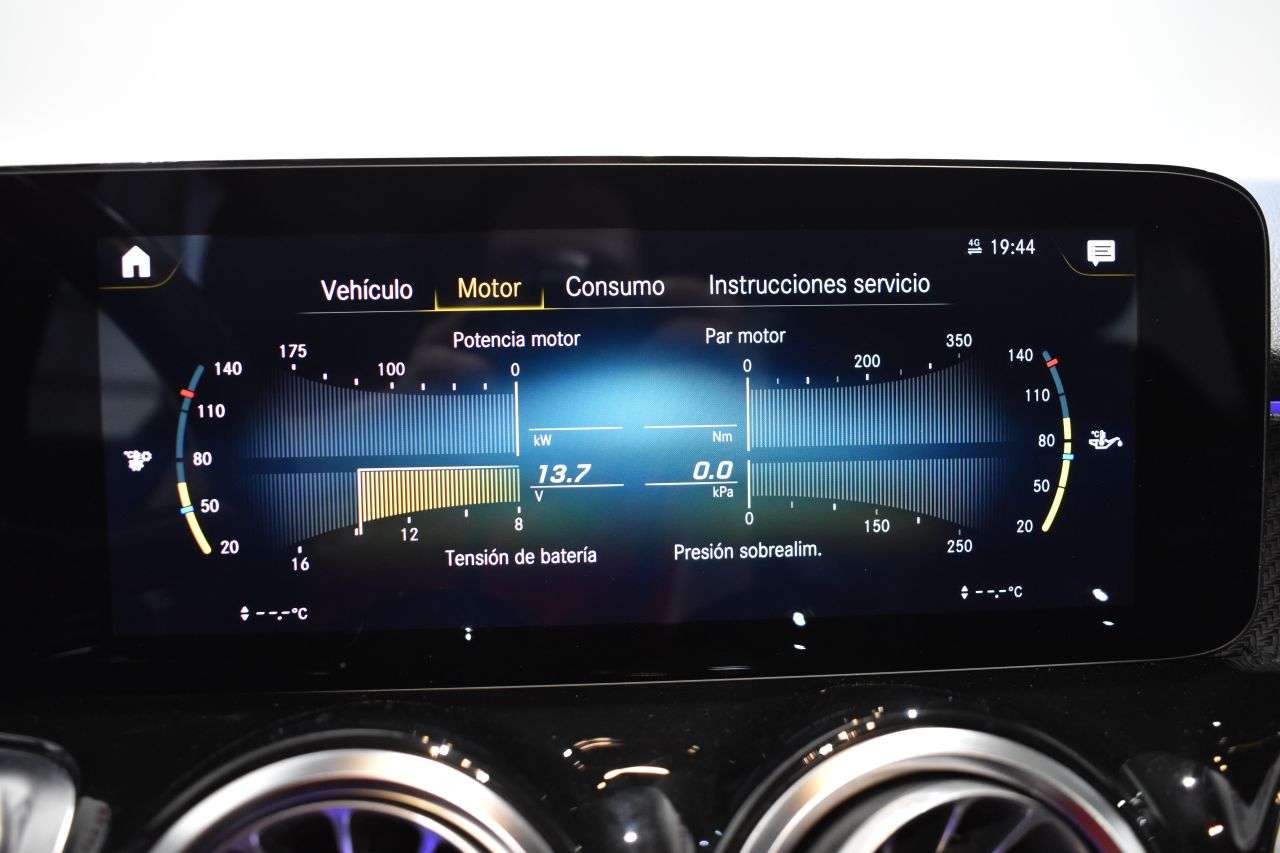 4G 19:44
Vehículo Motor Consumo Instrucciones servicio
Potencia motor Par motor
175 100 0 0 200 350
140 140
110 110
80 80
50 50
20 20
kW Nm
13.7 0.0
V kPa
16 12 8 0 150 250
Tensión de batería Presión sobrealim.
--.-°C --.-°C
°C °C